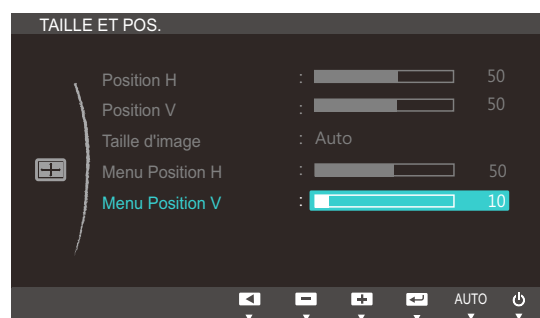 TAILLE ET POS.
Position H : 50
Position V : 50
Taille d'image : Auto
Menu Position H : 50
Menu Position V : 10
AUTO